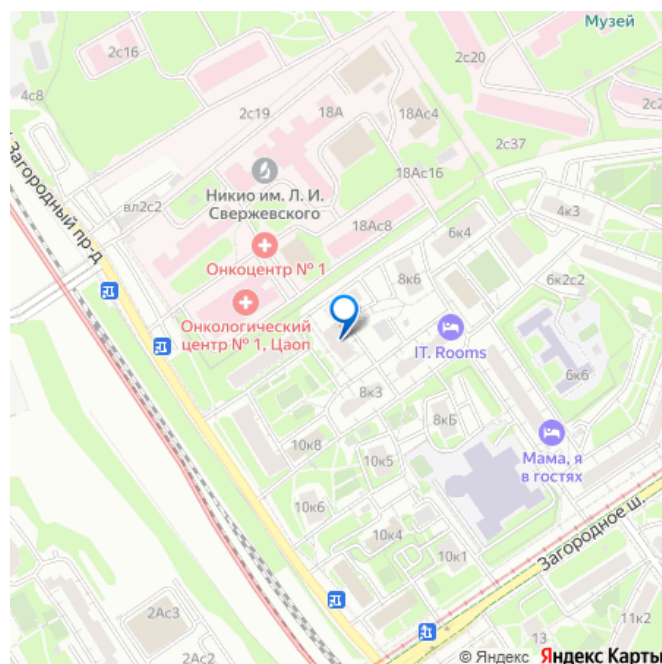 Музей
2с16
2с20
4с8
2с19
18А
18Ас4
2с2
2с37
Загородный пр-д
18Ас16
вл2с2
Никио им. Л. И.
Свержевского
18Ас8
4к3
6к4
Онкоцентр № 1
8к6
6к2с2
Онкологический
центр № 1, Цаоп
IT. Rooms
6к6
8к3
8кБ
10к8
10к5
Мама, я
в гостях
10к6
10к4
10к1
Загородное ш.
2Ас3
11к2
13
2Ас2
© Яндекс Яндекс Карты